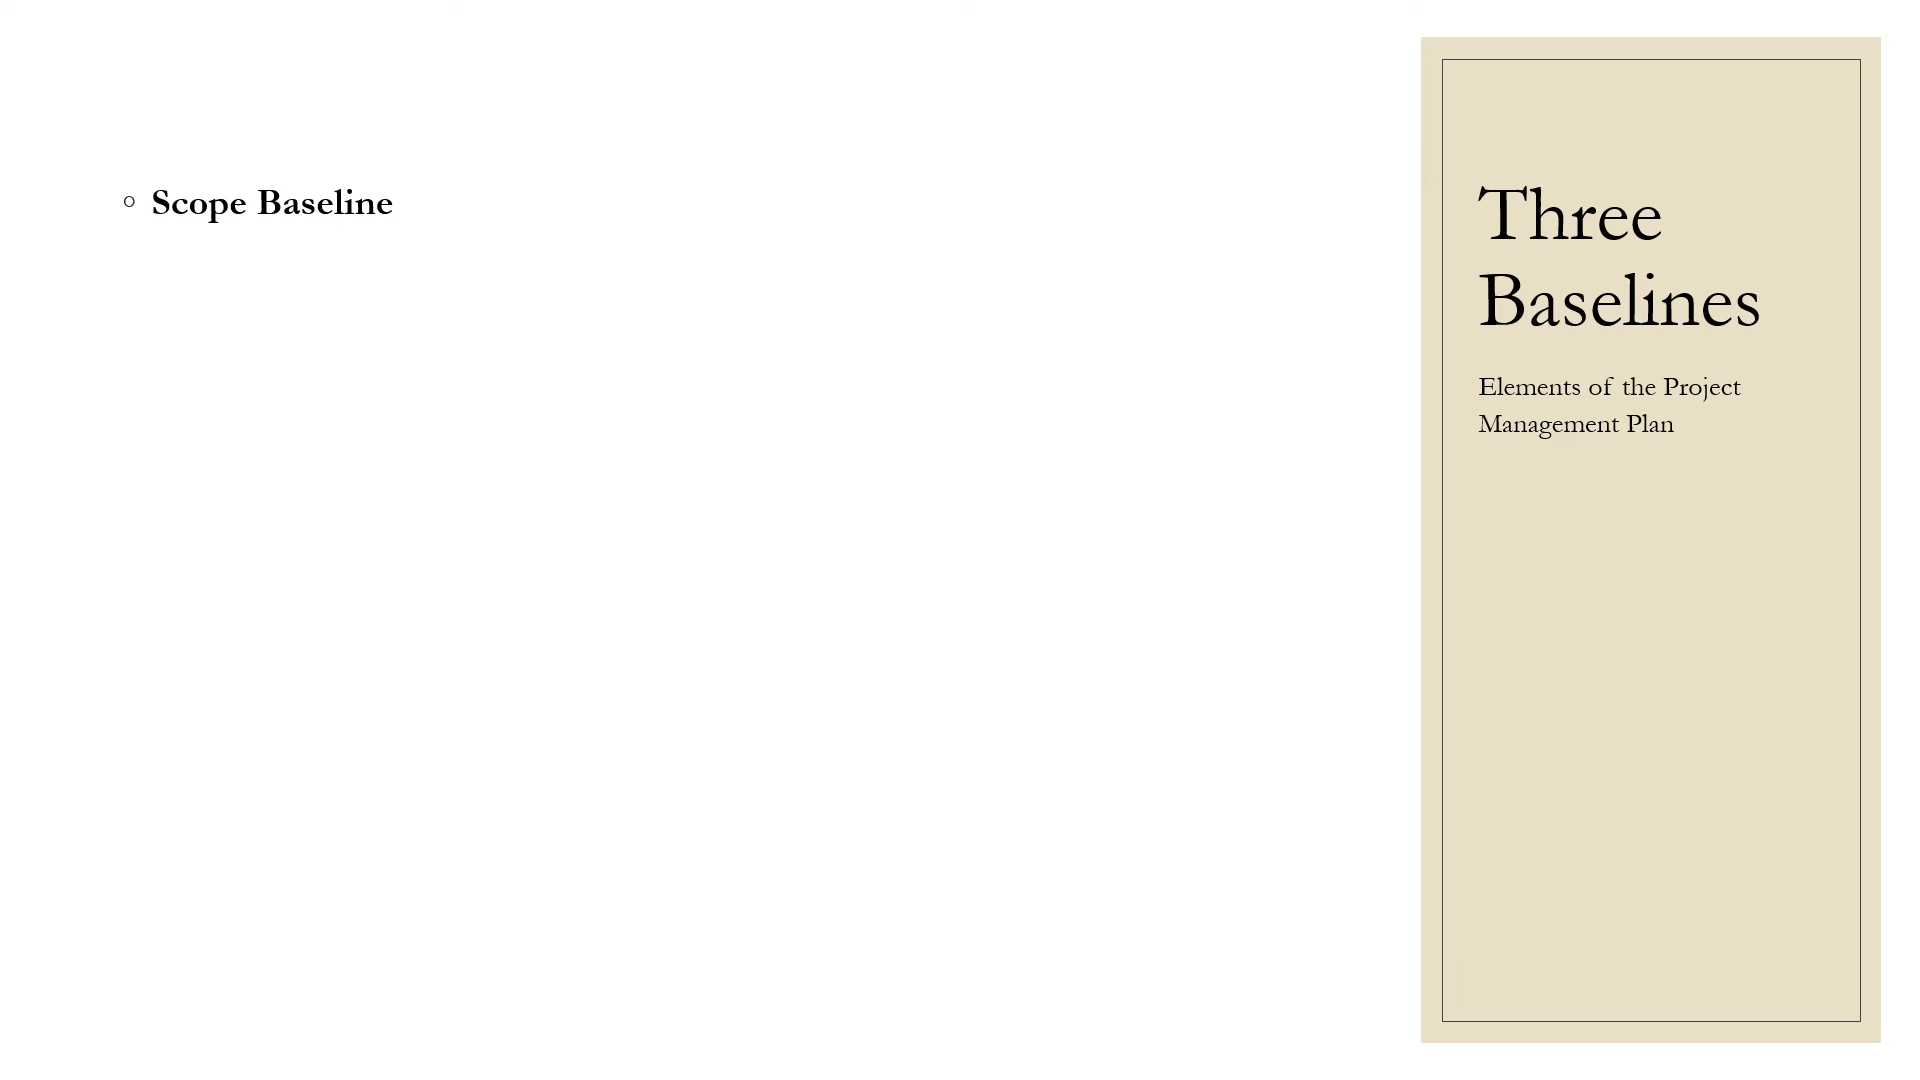 Scope Baseline
Three
Baselines
Elements of the Project
Management Plan